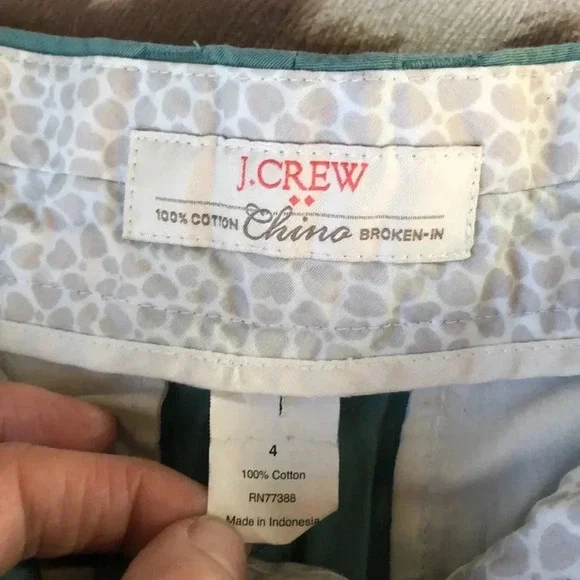 J.CREW
100% COTTON Chino BROKEN-IN
4
100% Cotton
RN77388
Made in Indonesia